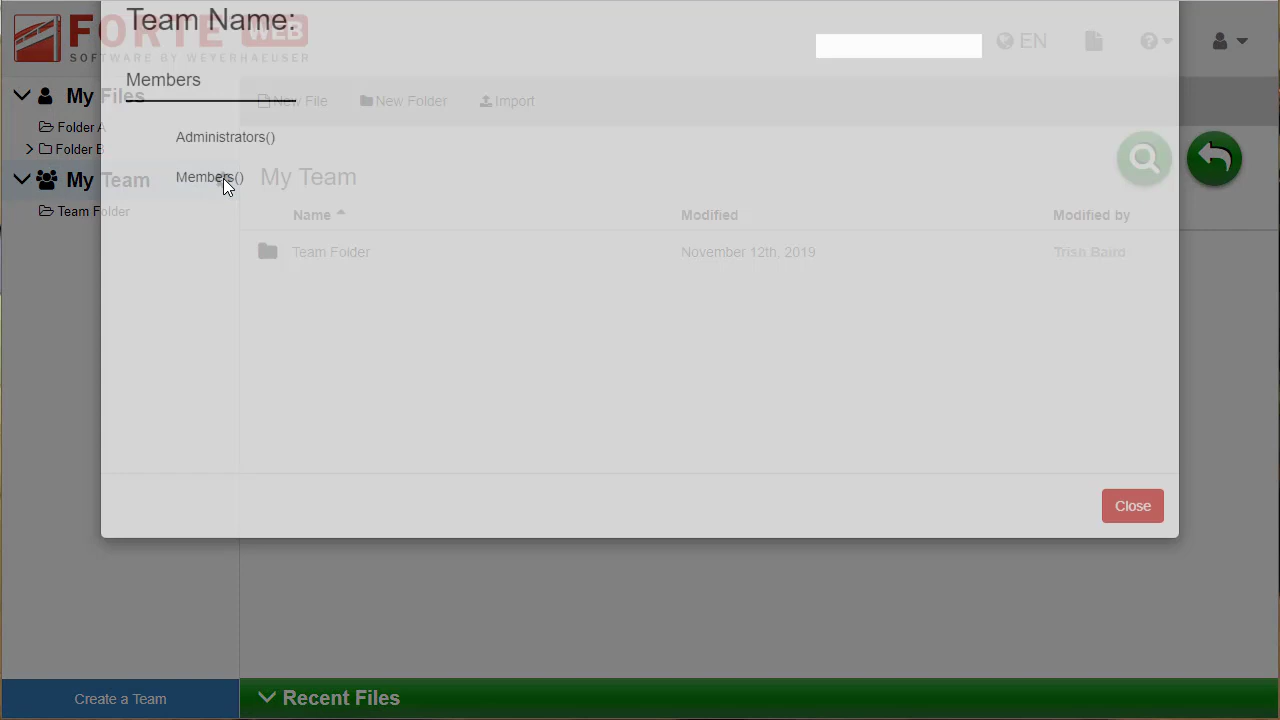 Team Name:
FORTE WEB
SOFTWARE BY WEYERHAEUSER
EN
Members
My Files
New File
New Folder
Import
Folder A
Administrators()
Folder B
Members()
My Team
My Team
Team Folder
Name
Modified
Modified by
Team Folder
November 12th, 2019
Trish Baird
Close
Create a Team
Recent Files